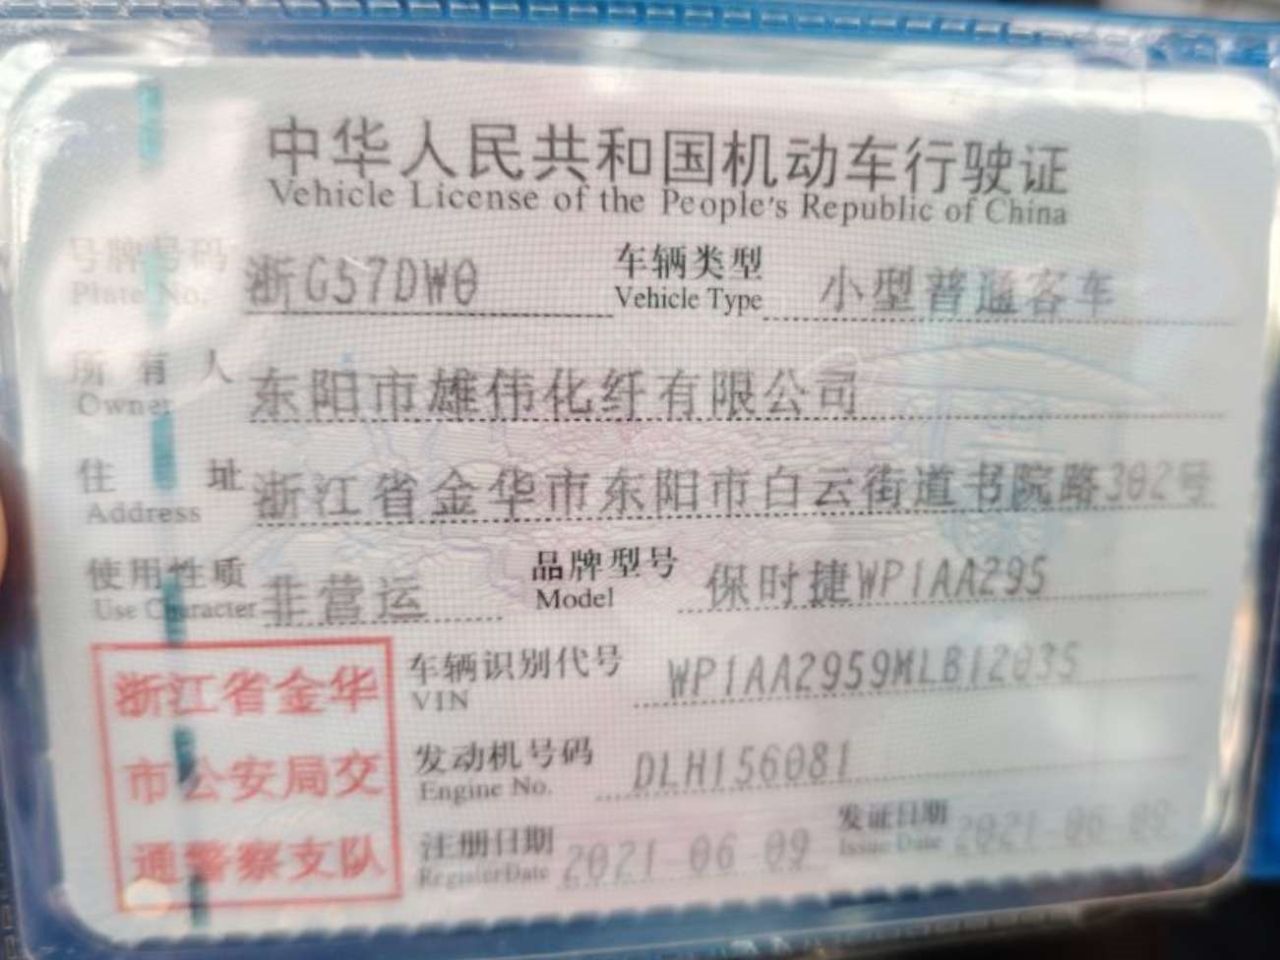 中华人民共和国机动车行驶证
Vehicle License of the People's Republic of China
号牌号码 浙G57DW0 车辆类型 小型普通客车
Plate No. Vehicle Type
所有人 东阳市雄伟化纤有限公司
Owner
住址 浙江省金华市东阳市白云街道书院路302号
Address
使用性质 非营运 品牌型号 保时捷WP1AA295
Use Character Model
浙江省金华 车辆识别代号 WP1AA2959MLB12035
VIN
市公安局交 发动机号码 DLH156081
Engine No.
通警察支队 注册日期 2021-06-09 发证日期
Register Date Issue Date